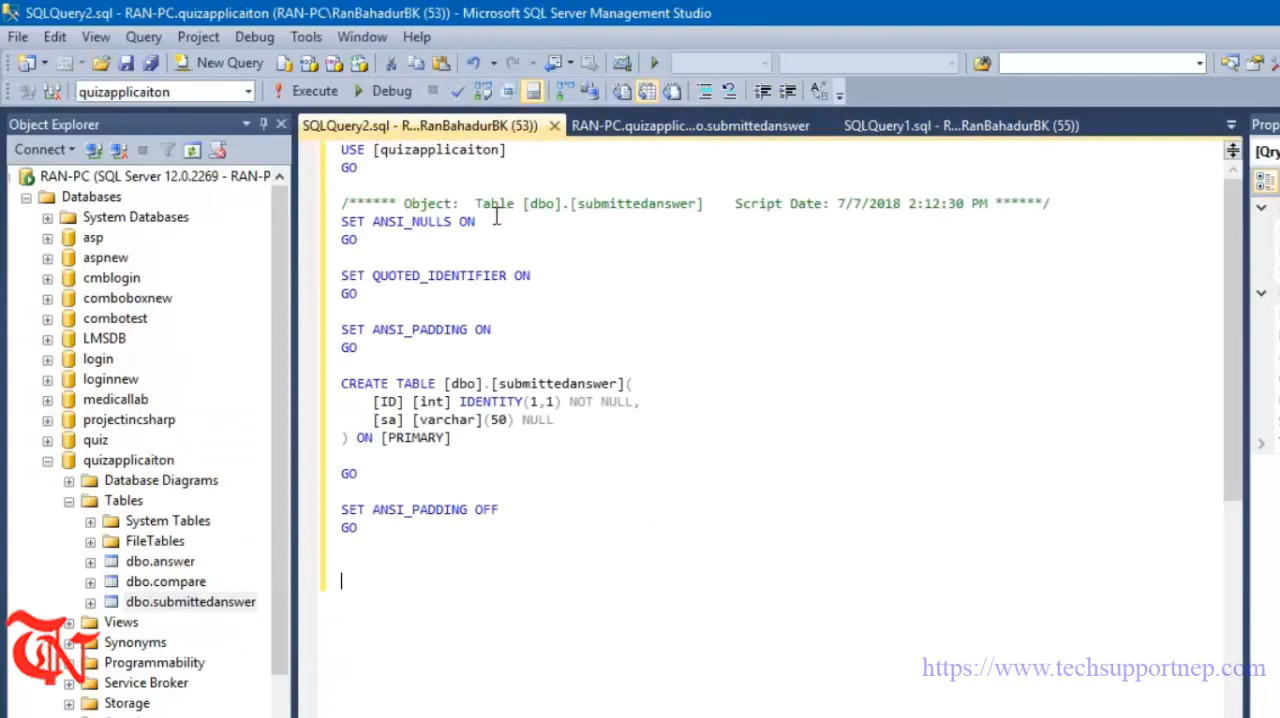 SQLQuery2.sql - RAN-PC.quizapplicaiton (RAN-PC\RanBahadurBK (53)) - Microsoft SQL Server Management Studio
File Edit View Query Project Debug Tools Window Help
New Query
quizapplicaiton Execute Debug
Object Explorer
SQLQuery2.sql - R...RanBahadurBK (53)) RAN-PC.quizapplic...o.submittedanswer SQLQuery1.sql - R...RanBahadurBK (55))
Connect
RAN-PC (SQL Server 12.0.2269 - RAN-P
Databases
System Databases
asp
aspnew
cmblogin
comboboxnew
combotest
LMSDB
login
loginnew
medicallab
projectincsharp
quiz
quizapplicaiton
Database Diagrams
Tables
System Tables
FileTables
dbo.answer
dbo.compare
dbo.submittedanswer
Views
Synonyms
Programmability
Service Broker
Storage
USE [quizapplicaiton]
GO
/****** Object: Table [dbo].[submittedanswer] Script Date: 7/7/2018 2:12:30 PM ******/
SET ANSI_NULLS ON
GO
SET QUOTED_IDENTIFIER ON
GO
SET ANSI_PADDING ON
GO
CREATE TABLE [dbo].[submittedanswer](
[ID] [int] IDENTITY(1,1) NOT NULL,
[sa] [varchar](50) NULL
) ON [PRIMARY]
GO
SET ANSI_PADDING OFF
GO
Prop
[Qry
https://www.techsupportnep.com